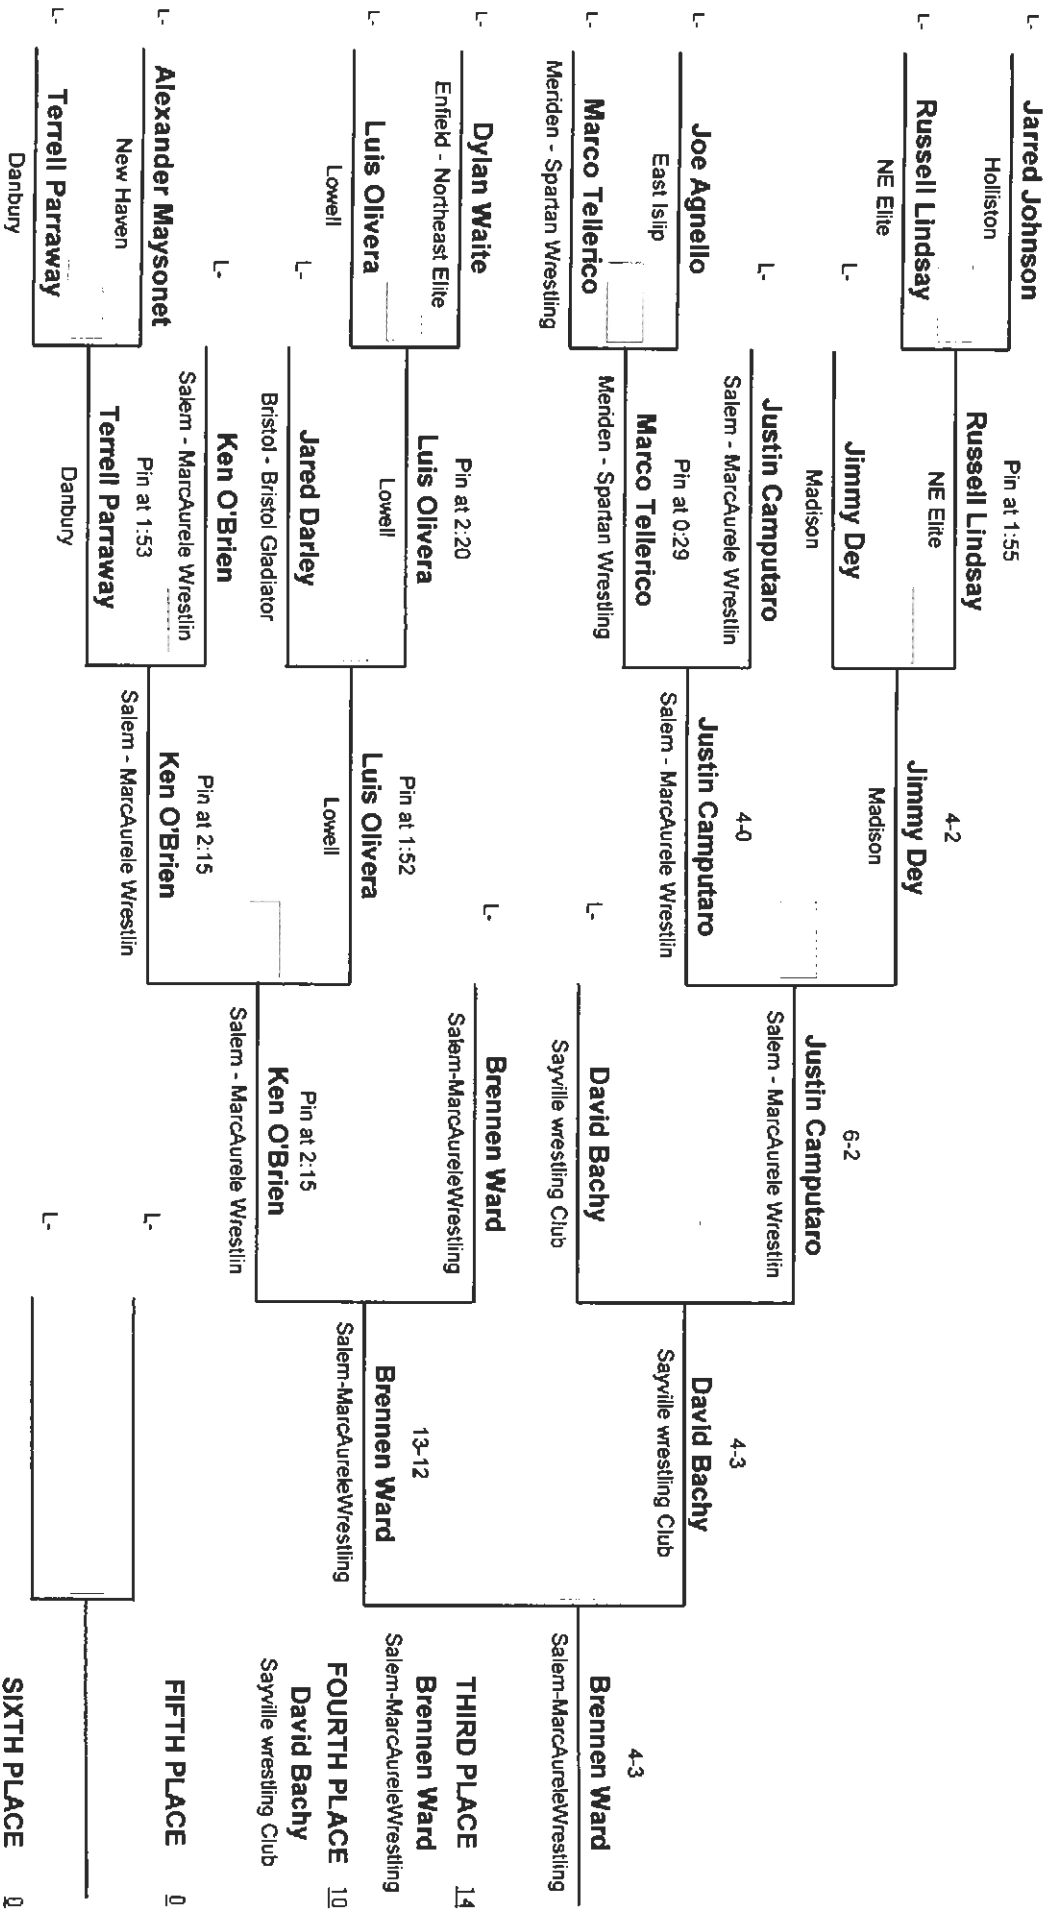 L-
Jarred Johnson
Holliston
L-
Russell Lindsay
NE Elite
L-
Joe Agnello
East Islip
L-
Marco Tellerico
Meriden - Spartan Wrestling
L-
Dylan Waite
Enfield - Northeast Elite
L-
Luis Olivera
Lowell
L-
Alexander Maysonet
New Haven
L-
Terrell Parraway
Danbury
Pin at 1:55
Russell Lindsay
NE Elite
L-
Jimmy Dey
Madison
L-
Justin Camputaro
Salem - MarcAurele Wrestlin
Pin at 0:29
Marco Tellerico
Meriden - Spartan Wrestling
Pin at 2:20
Luis Olivera
Lowell
L-
Jared Darley
Bristol - Bristol Gladiator
L-
Ken O'Brien
Salem - MarcAurele Wrestlin
Pin at 1:53
Terrell Parraway
Danbury
4-2
Jimmy Dey
Madison
4-0
Justin Camputaro
Salem - MarcAurele Wrestlin
Pin at 1:52
Luis Olivera
Lowell
Pin at 2:15
Ken O'Brien
Salem - MarcAurele Wrestlin
6-2
Justin Camputaro
Salem - MarcAurele Wrestlin
L-
David Bachy
Sayville wrestling Club
L-
Brennen Ward
Salem-MarcAureleWrestling
Pin at 2:15
Ken O'Brien
Salem - MarcAurele Wrestlin
4-3
David Bachy
Sayville wrestling Club
13-12
Brennen Ward
Salem-MarcAureleWrestling
L-
L-
4-3
Brennen Ward
Salem-MarcAureleWrestling
THIRD PLACE 14
Brennen Ward
Salem-MarcAureleWrestling
FOURTH PLACE 10
David Bachy
Sayville wrestling Club
FIFTH PLACE 0
SIXTH PLACE 0